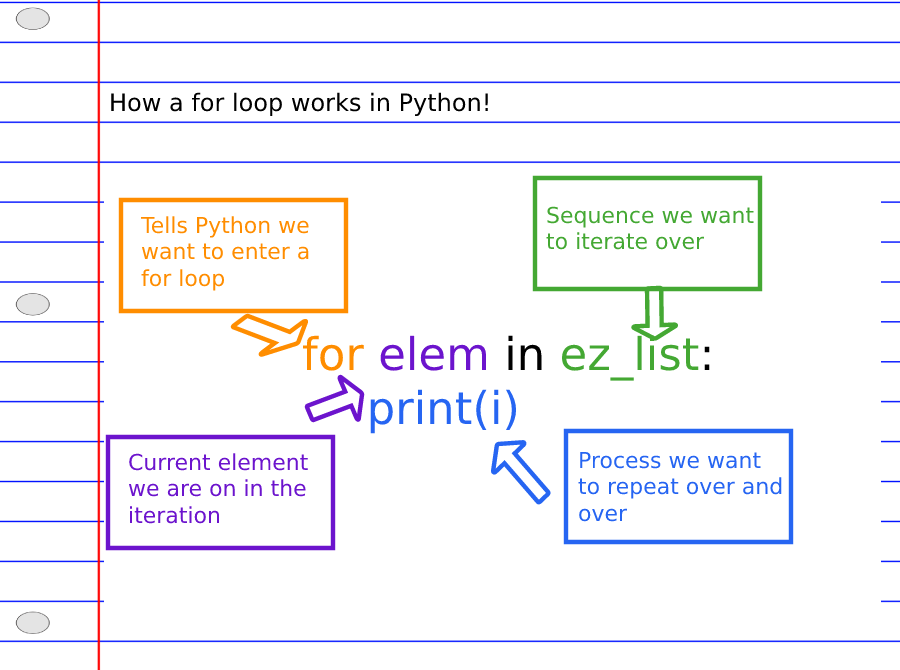 How a for loop works in Python!
Tells Python we
want to enter a
for loop
Sequence we want
to iterate over
for elem in ez_list:
print(i)
Current element
we are on in the
iteration
Process we want
to repeat over and
over